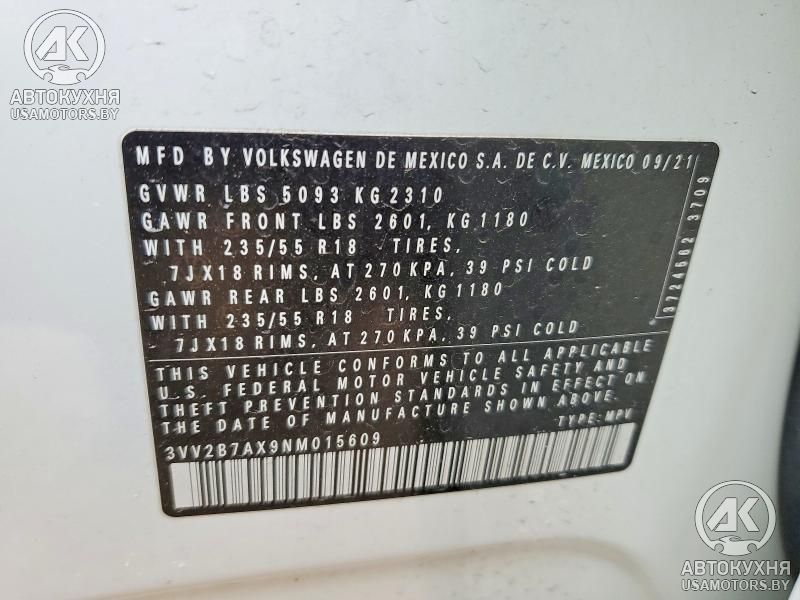 AK
АВТОКУХНЯ
USAMOTORS.BY
MFD BY VOLKSWAGEN DE MEXICO S.A. DE C.V. MEXICO 09/21
GVWR LBS 5093 KG 2310
GAWR FRONT LBS 2601, KG 1180
WITH 235/55 R18 TIRES,
7JX18 RIMS, AT 270 KPA, 39 PSI COLD
GAWR REAR LBS 2601, KG 1180
WITH 235/55 R18 TIRES,
7JX18 RIMS, AT 270 KPA, 39 PSI COLD
THIS VEHICLE CONFORMS TO ALL APPLICABLE
U.S. FEDERAL MOTOR VEHICLE SAFETY AND
THEFT PREVENTION STANDARDS IN EFFECT ON
THE DATE OF MANUFACTURE SHOWN ABOVE.
3VV2B7AX9NM015609 TYPE: MPV
3724662 3709
AK
АВТОКУХНЯ
USAMOTORS.BY